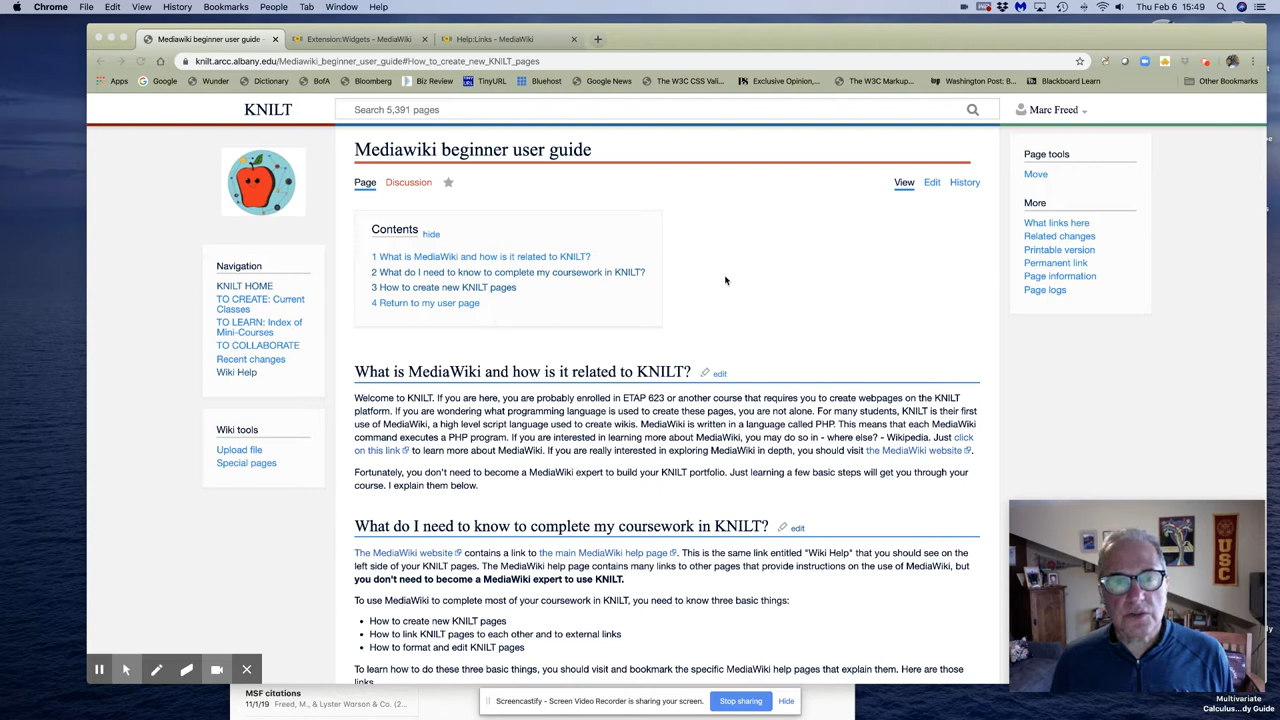 Chrome File Edit View History Bookmarks People Tab Window Help
Thu Feb 6 15:49
Mediawiki beginner user guide
Extension:Widgets - MediaWiki
Help:Links - MediaWiki
knilt.arcc.albany.edu/Mediawiki_beginner_user_guide#How_to_create_new_KNILT_pages
Apps Google Wunder Dictionary BofA Bloomberg Biz Review TinyURL Bluehost Google News The W3C CSS Vali... Exclusive Opinion,... The W3C Markup... Washington Post: B... Blackboard Learn Other Bookmarks
KNILT
Search 5,391 pages
Marc Freed
Mediawiki beginner user guide
Page Discussion
View Edit History
Contents hide
1 What is MediaWiki and how is it related to KNILT?
2 What do I need to know to complete my coursework in KNILT?
3 How to create new KNILT pages
4 Return to my user page
Navigation
KNILT HOME
TO CREATE: Current
Classes
TO LEARN: Index of
Mini-Courses
TO COLLABORATE
Recent changes
Wiki Help
Wiki tools
Upload file
Special pages
Page tools
Move
More
What links here
Related changes
Printable version
Permanent link
Page information
Page logs
What is MediaWiki and how is it related to KNILT? edit
Welcome to KNILT. If you are here, you are probably enrolled in ETAP 623 or another course that requires you to create webpages on the KNILT
platform. If you are wondering what programming language is used to create these pages, you are not alone. For many students, KNILT is their first
use of MediaWiki, a high level script language used to create wikis. MediaWiki is written in a language called PHP. This means that each MediaWiki
command executes a PHP program. If you are interested in learning more about MediaWiki, you may do so in - where else? - Wikipedia. Just click
on this link to learn more about MediaWiki. If you are really interested in exploring MediaWiki in depth, you should visit the MediaWiki website.
Fortunately, you don't need to become a MediaWiki expert to build your KNILT portfolio. Just learning a few basic steps will get you through your
course. I explain them below.
What do I need to know to complete my coursework in KNILT? edit
The MediaWiki website contains a link to the main MediaWiki help page. This is the same link entitled "Wiki Help" that you should see on the
left side of your KNILT pages. The MediaWiki help page contains many links to other pages that provide instructions on the use of MediaWiki, but
you don't need to become a MediaWiki expert to use KNILT.
To use MediaWiki to complete most of your coursework in KNILT, you need to know three basic things:
• How to create new KNILT pages
• How to link KNILT pages to each other and to external links
• How to format and edit KNILT pages
To learn how to do these three basic things, you should visit and bookmark the specific MediaWiki help pages that explain them. Here are those
links.
USC
MSF citations
11/1/19 Freed, M., & Lyster Warson & Co. (2...
Screencastify - Screen Video Recorder is sharing your screen. Stop sharing Hide
Multivariate
Calculus...dy Guide